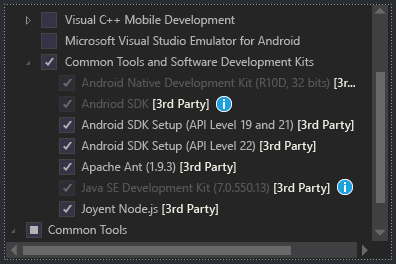 Visual C++ Mobile Development
Microsoft Visual Studio Emulator for Android
Common Tools and Software Development Kits
Android Native Development Kit (R10D, 32 bits) [3r...
Andriod SDK [3rd Party]
Android SDK Setup (API Level 19 and 21) [3rd Party]
Android SDK Setup (API Level 22) [3rd Party]
Apache Ant (1.9.3) [3rd Party]
Java SE Development Kit (7.0.550.13) [3rd Party]
Joyent Node.js [3rd Party]
Common Tools